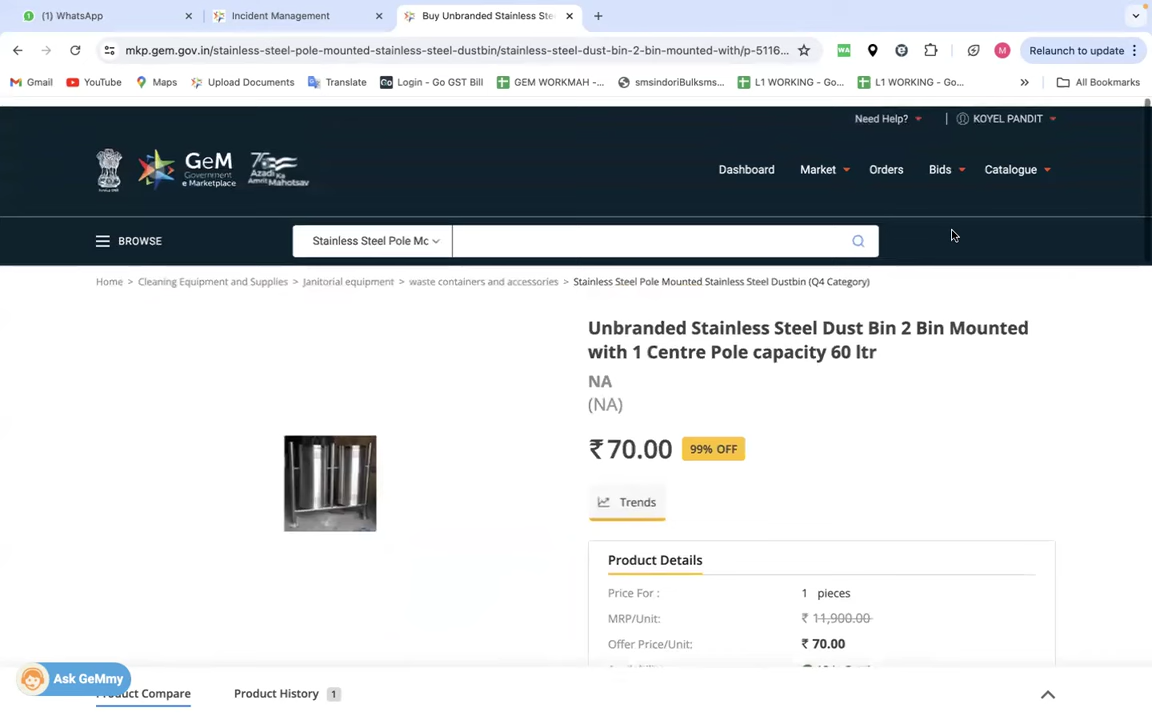 (1) WhatsApp
Incident Management
Buy Unbranded Stainless Ste
mkp.gem.gov.in/stainless-steel-pole-mounted-stainless-steel-dustbin/stainless-steel-dust-bin-2-bin-mounted-with/p-5116...
WA
M
Relaunch to update
Gmail
YouTube
Maps
Upload Documents
Translate
Go
Login - Go GST Bill
GEM WORKMAH -...
smsindoriBulksms...
L1 WORKING - Go...
L1 WORKING - Go...
All Bookmarks
Need Help?
KOYEL PANDIT
GeM
Government
e Marketplace
75
Azadi Ka
Amrit Mahotsav
Dashboard
Market
Orders
Bids
Catalogue
BROWSE
Stainless Steel Pole Mc
Home > Cleaning Equipment and Supplies > Janitorial equipment > waste containers and accessories > Stainless Steel Pole Mounted Stainless Steel Dustbin (Q4 Category)
Unbranded Stainless Steel Dust Bin 2 Bin Mounted
with 1 Centre Pole capacity 60 ltr
NA
(NA)
₹70.00 99% OFF
Trends
Product Details
Price For : 1 pieces
MRP/Unit: ₹ 11,900.00
Offer Price/Unit: ₹ 70.00
Ask GeMmy
Product Compare
Product History 1